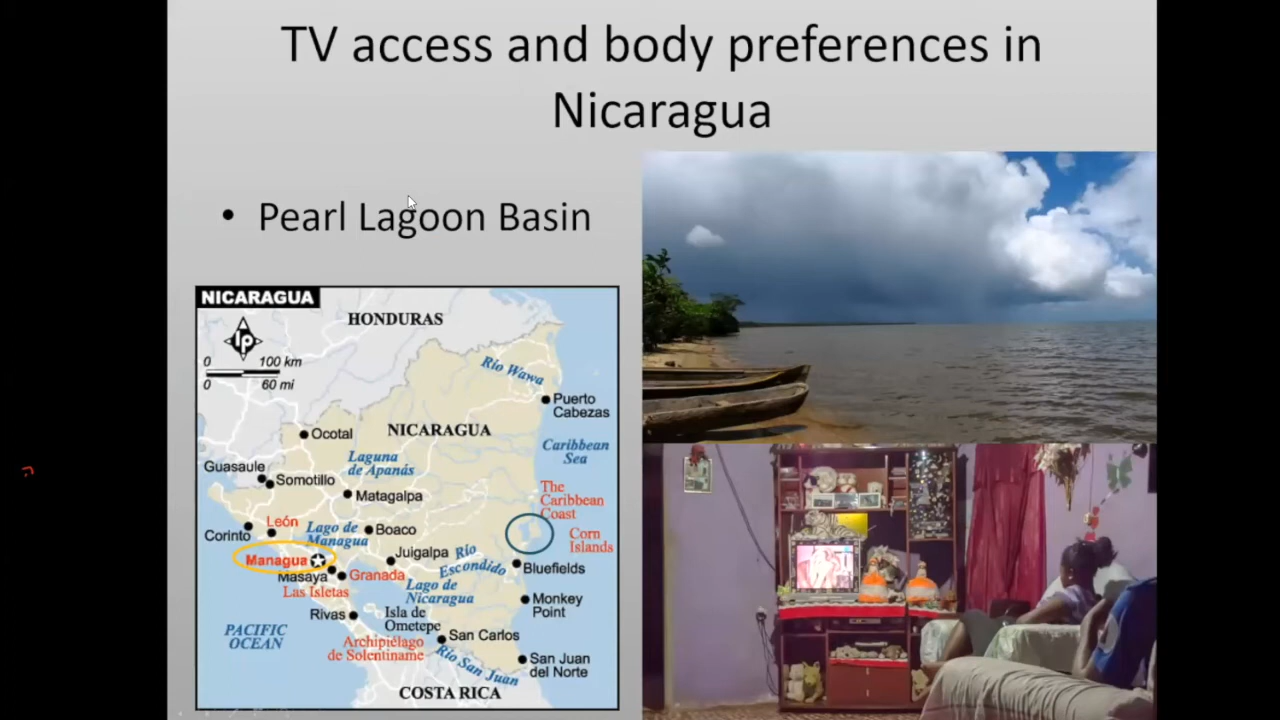 TV access and body preferences in
Nicaragua
• Pearl Lagoon Basin
NICARAGUA
HONDURAS
lp
0 100 km
0 60 mi
Río Wawa
Puerto
Cabezas
Ocotal
NICARAGUA
Caribbean
Sea
Laguna
de Apanás
Guasaule
Somotillo
Matagalpa
The
Caribbean
Coast
León
Lago de
Managua
Boaco
Corn
Islands
Corinto
Managua
Juigalpa
Río
Escondido
Bluefields
Masaya
Granada
Las Isletas
Lago de
Nicaragua
Monkey
Point
Rivas
Isla de
Ometepe
PACIFIC
OCEAN
Archipiélago
de Solentiname
San Carlos
Río San Juan
San Juan
del Norte
COSTA RICA